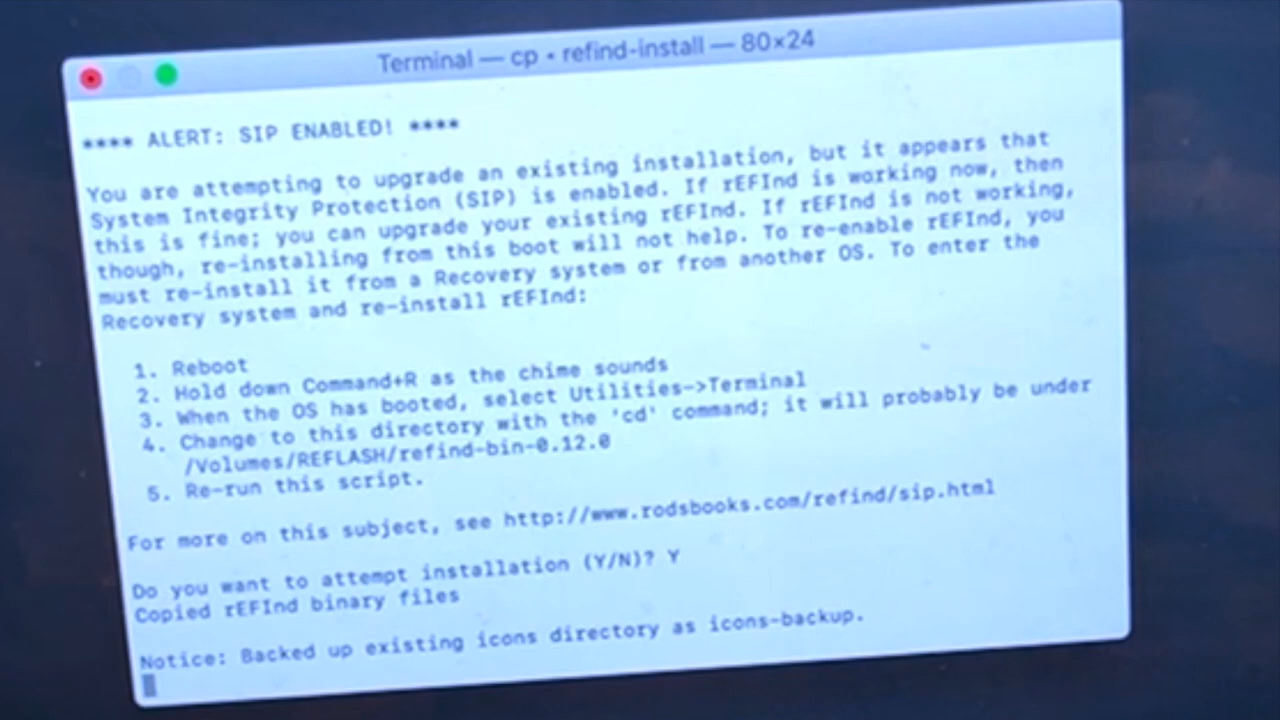 Terminal — cp • refind-install — 80×24
**** ALERT: SIP ENABLED! ****
You are attempting to upgrade an existing installation, but it appears that
System Integrity Protection (SIP) is enabled. If rEFInd is working now, then
this is fine; you can upgrade your existing rEFInd. If rEFInd is not working,
though, re-installing from this boot will not help. To re-enable rEFInd, you
must re-install it from a Recovery system or from another OS. To enter the
Recovery system and re-install rEFInd:
1. Reboot
2. Hold down Command+R as the chime sounds
3. When the OS has booted, select Utilities->Terminal
4. Change to this directory with the 'cd' command; it will probably be under
/Volumes/REFLASH/refind-bin-0.12.0
5. Re-run this script.
For more on this subject, see http://www.rodsbooks.com/refind/sip.html
Do you want to attempt installation (Y/N)? Y
Copied rEFInd binary files
Notice: Backed up existing icons directory as icons-backup.